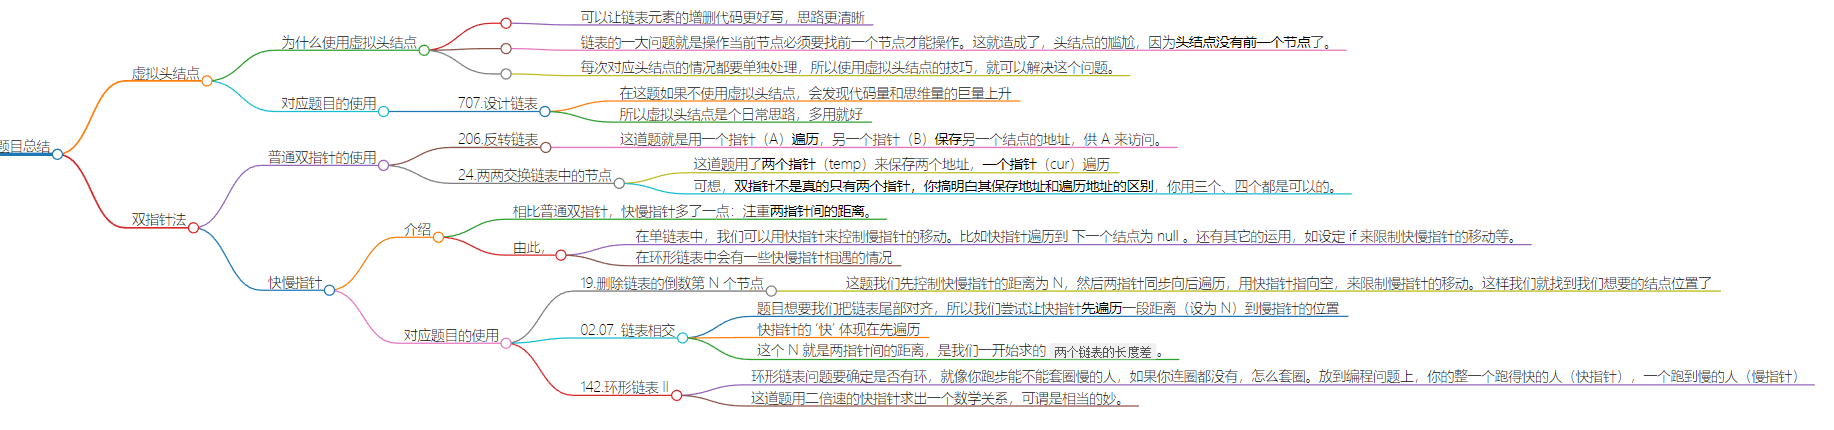 题目总结
虚拟头结点
为什么使用虚拟头结点
可以让链表元素的增删代码更好写，思路更清晰
链表的一大问题就是操作当前节点必须要找前一个节点才能操作。这就造成了，头结点的尴尬，因为头结点没有前一个节点了。
每次对应头结点的情况都要单独处理，所以使用虚拟头结点的技巧，就可以解决这个问题。
对应题目的使用
707.设计链表
在这题如果不使用虚拟头结点，会发现代码量和思维量的巨量上升
所以虚拟头结点是个日常思路，多用就好
双指针法
普通双指针的使用
206.反转链表
这道题就是用一个指针（A）遍历，另一个指针（B）保存另一个结点的地址，供 A 来访问。
24.两两交换链表中的节点
这道题用了两个指针（temp）来保存两个地址，一个指针（cur）遍历
可想，双指针不是真的只有两个指针，你搞明白其保存地址和遍历地址的区别，你用三个、四个都是可以的。
快慢指针
介绍
相比普通双指针，快慢指针多了一点：注重两指针间的距离。
由此，
在单链表中，我们可以用快指针来控制慢指针的移动。比如快指针遍历到 下一个结点为 null 。还有其它的运用，如设定 if 来限制快慢指针的移动等。
在环形链表中会有一些快慢指针相遇的情况
对应题目的使用
19.删除链表的倒数第 N 个节点
这题我们先控制快慢指针的距离为 N，然后两指针同步向后遍历，用快指针指向空，来限制慢指针的移动。这样我们就找到我们想要的结点位置了
02.07. 链表相交
题目想要我们把链表尾部对齐，所以我们尝试让快指针先遍历一段距离（设为 N）到慢指针的位置
快指针的 ‘快’ 体现在先遍历
这个 N 就是两指针间的距离，是我们一开始求的 两个链表的长度差 。
142.环形链表 II
环形链表问题要确定是否有环，就像你跑步能不能套圈慢的人，如果你连圈都没有，怎么套圈。放到编程问题上，你的整一个跑得快的人（快指针），一个跑到慢的人（慢指针）
这道题用二倍速的快指针求出一个数学关系，可谓是相当的妙。